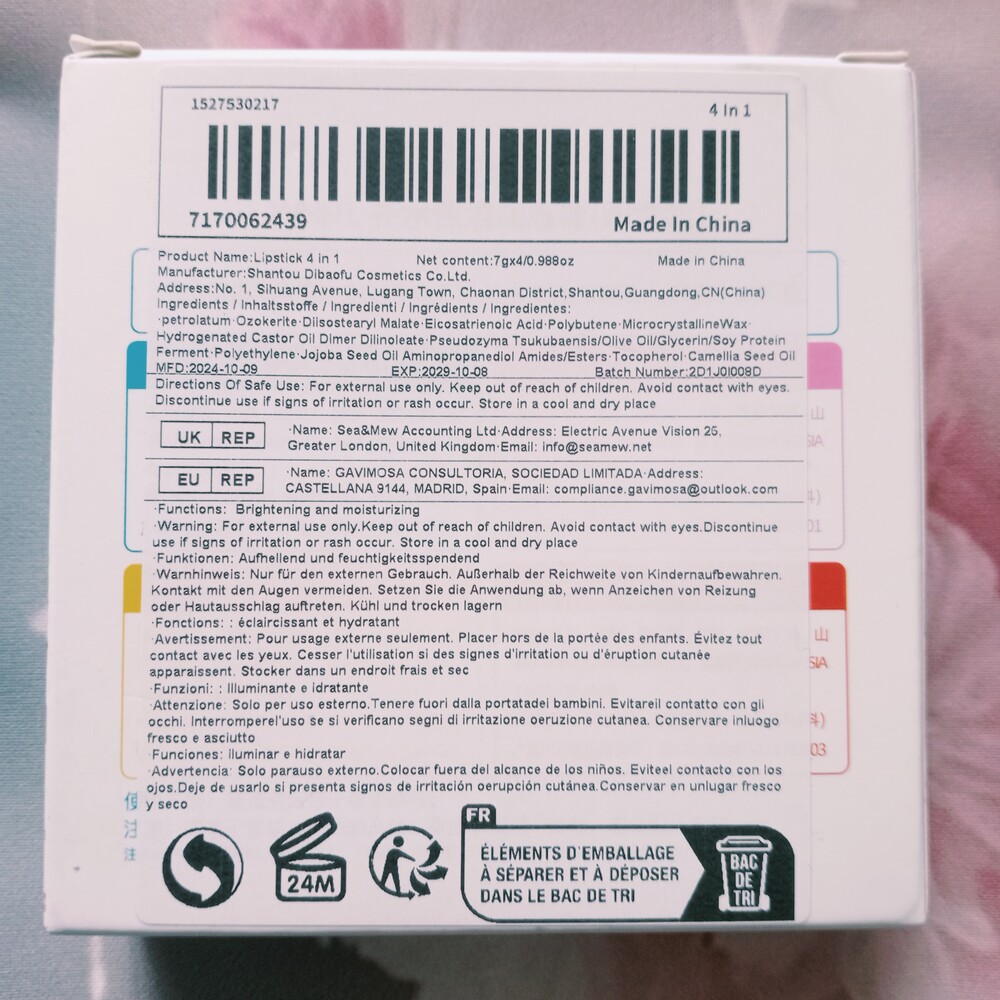 1527530217
4 In 1
7170062439
Made In China
Product Name:Lipstick 4 in 1 Net content:7gx4/0.988oz Made in China
Manufacturer:Shantou Dibaofu Cosmetics Co.Ltd.
Address:No. 1, Sihuang Avenue, Lugang Town, Chaonan District,Shantou,Guangdong,CN(China)
Ingredients / Inhaltsstoffe / Ingredienti / Ingrédients / Ingredientes:
·petrolatum·Ozokerite·Diisostearyl Malate·Eicosatrienoic Acid·Polybutene·MicrocrystallineWax·
Hydrogenated Castor Oil Dimer Dilinoleate·Pseudozyma Tsukubaensis/Olive Oil/Glycerin/Soy Protein
Ferment·Polyethylene·Jojoba Seed Oil Aminopropanediol Amides/Esters·Tocopherol·Camellia Seed Oil
MFD:2024-10-09 EXP:2029-10-08 Batch Number:2D1J0I008D
Directions Of Safe Use: For external use only. Keep out of reach of children. Avoid contact with eyes.
Discontinue use if signs of irritation or rash occur. Store in a cool and dry place
UK REP
·Name: Sea&Mew Accounting Ltd·Address: Electric Avenue Vision 25,
Greater London, United Kingdom·Email: info@seamew.net
EU REP
·Name: GAVIMOSA CONSULTORIA, SOCIEDAD LIMITADA·Address:
CASTELLANA 9144, MADRID, Spain·Email: compliance.gavimosa@outlook.com
·Functions: Brightening and moisturizing
·Warning: For external use only.Keep out of reach of children. Avoid contact with eyes.Discontinue
use if signs of irritation or rash occur. Store in a cool and dry place
·Funktionen: Aufhellend und feuchtigkeitsspendend
·Warnhinweis: Nur für den externen Gebrauch. Außerhalb der Reichweite von Kindernaufbewahren.
Kontakt mit den Augen vermeiden. Setzen Sie die Anwendung ab, wenn Anzeichen von Reizung
oder Hautausschlag auftreten. Kühl und trocken lagern
·Fonctions: : éclaircissant et hydratant
·Avertissement: Pour usage externe seulement. Placer hors de la portée des enfants. Évitez tout
contact avec les yeux. Cesser l'utilisation si des signes d'irritation ou d'éruption cutanée
apparaissent. Stocker dans un endroit frais et sec
·Funzioni: : Illuminante e idratante
·Attenzione: Solo per uso esterno.Tenere fuori dalla portatadei bambini. Evitareil contatto con gli
occhi. Interromperel'uso se si verificano segni di irritazione oeruzione cutanea. Conservare inluogo
fresco e asciutto
·Funciones: iluminar e hidratar
·Advertencia: Solo parauso externo.Colocar fuera del alcance de los niños. Eviteel contacto con los
ojos.Deje de usarlo si presenta signos de irritación oerupción cutánea.Conservar en unlugar fresco
y seco
24M
FR
ÉLÉMENTS D'EMBALLAGE
À SÉPARER ET À DÉPOSER
DANS LE BAC DE TRI
BAC
DE
TRI
山
SIA
01
山
SIA
03
注